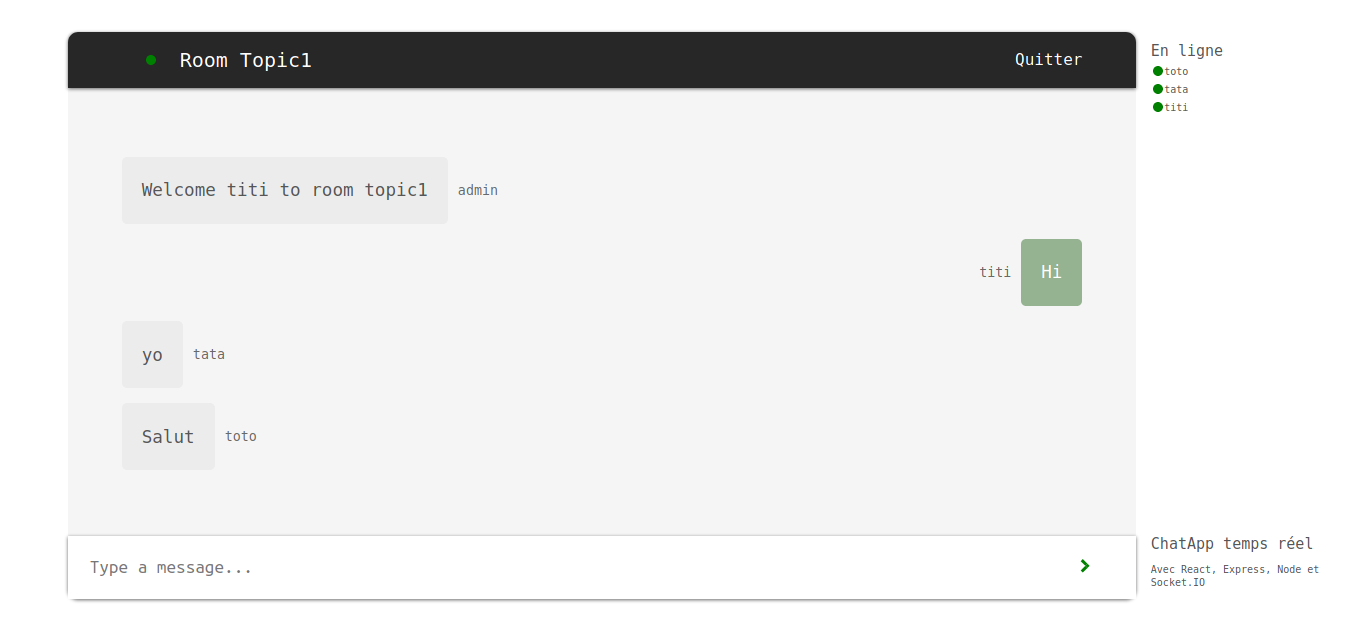 Room Topic1
Quitter
Welcome titi to room topic1
admin
titi
Hi
yo
tata
Salut
toto
Type a message...
En ligne
toto
tata
titi
ChatApp temps réel
Avec React, Express, Node et
Socket.IO